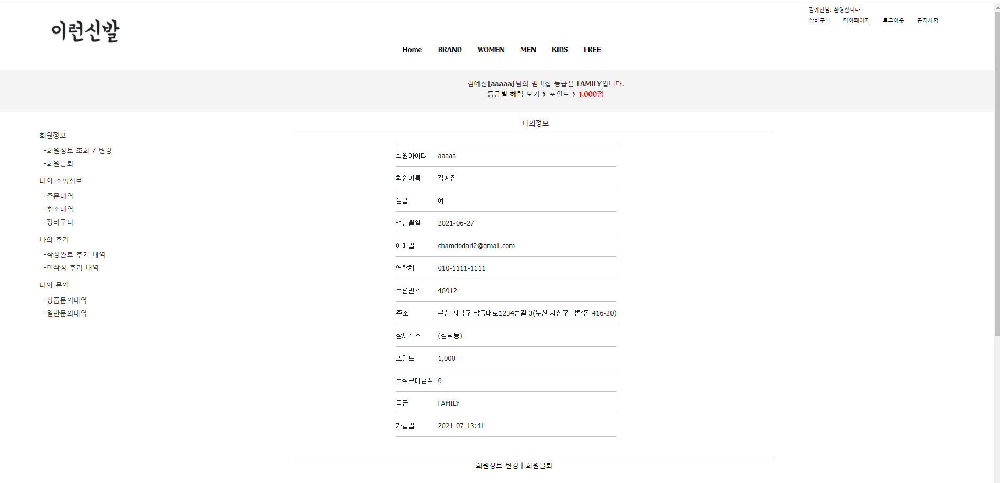 이런신발
김예진님. 환영합니다
장바구니 마이페이지 로그아웃 공지사항
Home BRAND WOMEN MEN KIDS FREE
김예진[aaaaa]님의 멤버십 등급은 FAMILY입니다.
등급별 혜택 보기 > 포인트 > 1,000점
회원정보
-회원정보 조회 / 변경
-회원탈퇴
나의 쇼핑정보
-주문내역
-취소내역
-장바구니
나의 후기
-작성완료 후기 내역
-미작성 후기 내역
나의 문의
-상품문의내역
-일반문의내역
나의정보
회원아이디 aaaaa
회원이름 김예진
성별 여
생년월일 2021-06-27
이메일 chamdodari2@gmail.com
연락처 010-1111-1111
우편번호 46912
주소 부산 사상구 낙동대로1234번길 3(부산 사상구 삼락동 416-20)
상세주소 (삼락동)
포인트 1,000
누적구매금액 0
등급 FAMILY
가입일 2021-07-13:41
회원정보 변경 | 회원탈퇴